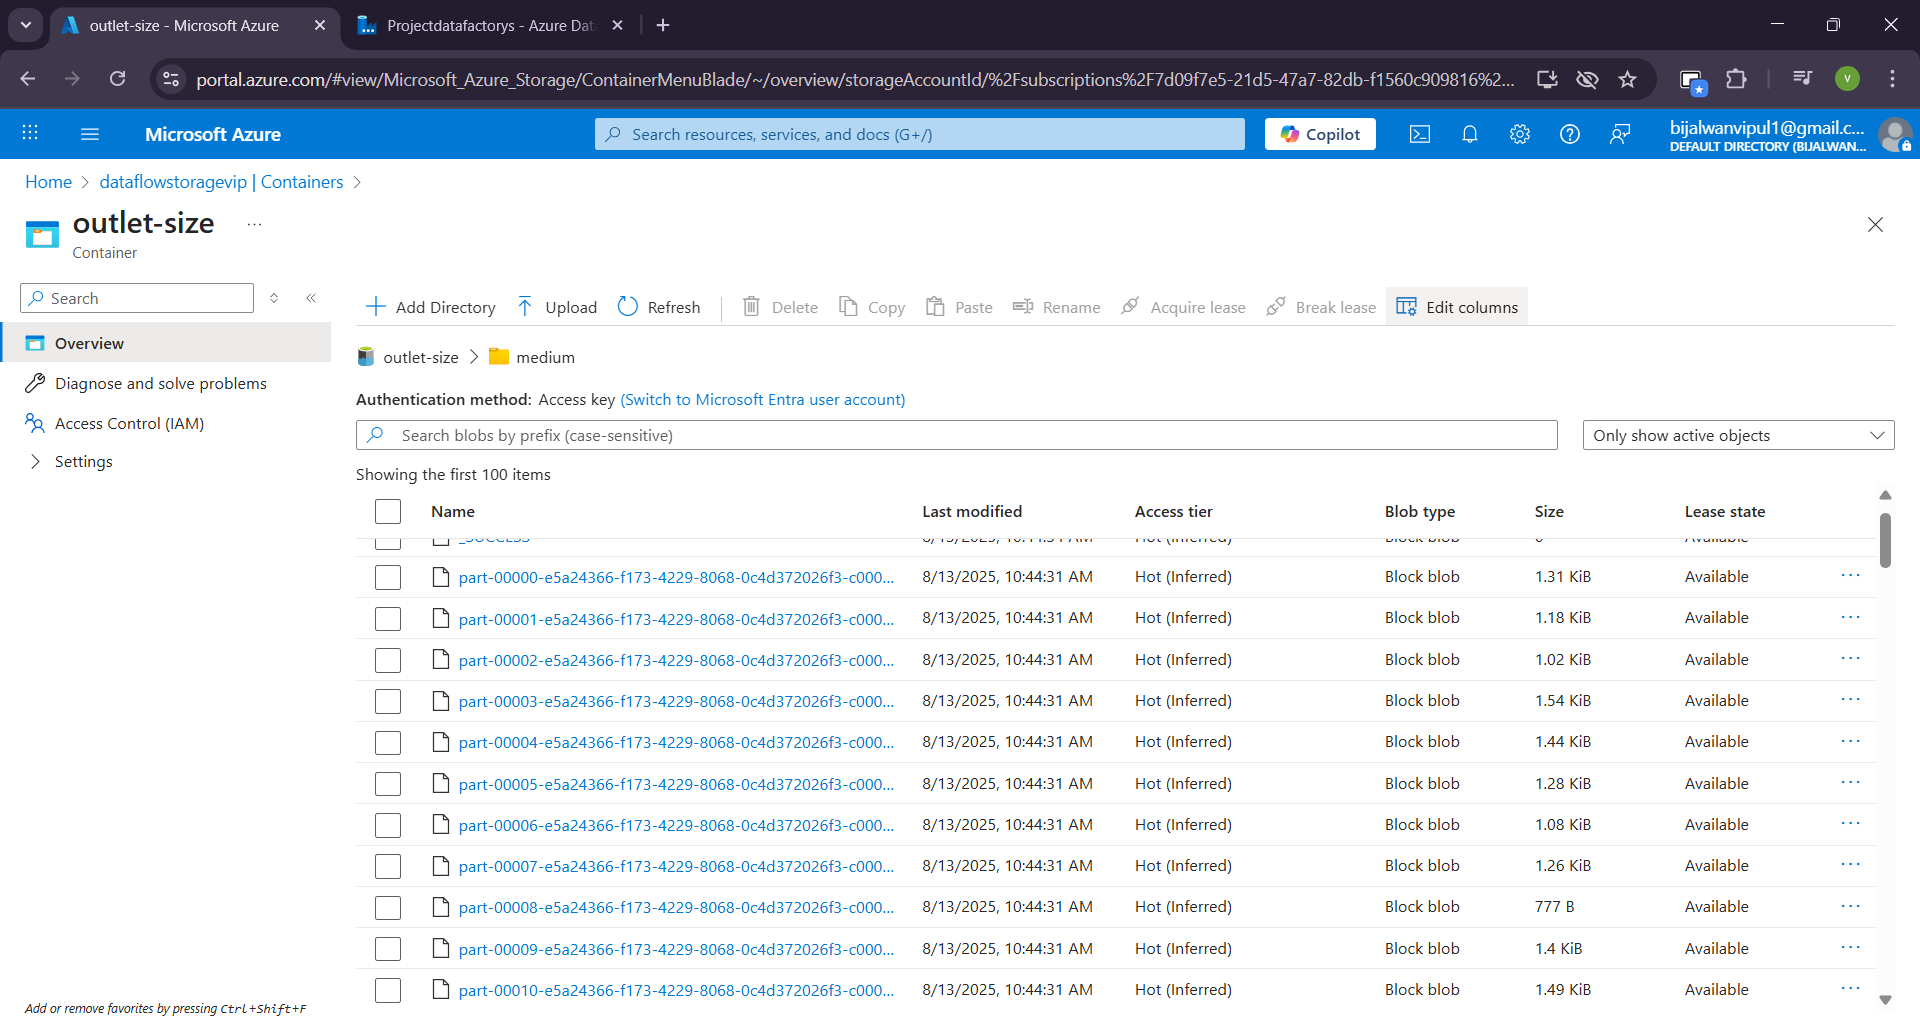 outlet-size - Microsoft Azure
Projectdatafactorys - Azure Dat
portal.azure.com/#view/Microsoft_Azure_Storage/ContainerMenuBlade/~/overview/storageAccountId/%2Fsubscriptions%2F7d09f7e5-21d5-47a7-82db-f1560c909816%2...
V
Microsoft Azure
Search resources, services, and docs (G+/)
Copilot
bijalwanvipul1@gmail.c...
DEFAULT DIRECTORY (BIJALWAN...
Home > dataflowstoragevip | Containers >
outlet-size ...
Container
Search
Overview
Diagnose and solve problems
Access Control (IAM)
Settings
Add or remove favorites by pressing Ctrl+Shift+F
Add Directory Upload Refresh Delete Copy Paste Rename Acquire lease Break lease Edit columns
outlet-size > medium
Authentication method: Access key (Switch to Microsoft Entra user account)
Search blobs by prefix (case-sensitive)
Only show active objects
Showing the first 100 items
Name Last modified Access tier Blob type Size Lease state
_SUCCESS 8/13/2025, 10:44:31 AM Hot (Inferred) Block blob 0 Available
part-00000-e5a24366-f173-4229-8068-0c4d372026f3-c000... 8/13/2025, 10:44:31 AM Hot (Inferred) Block blob 1.31 KiB Available ...
part-00001-e5a24366-f173-4229-8068-0c4d372026f3-c000... 8/13/2025, 10:44:31 AM Hot (Inferred) Block blob 1.18 KiB Available ...
part-00002-e5a24366-f173-4229-8068-0c4d372026f3-c000... 8/13/2025, 10:44:31 AM Hot (Inferred) Block blob 1.02 KiB Available ...
part-00003-e5a24366-f173-4229-8068-0c4d372026f3-c000... 8/13/2025, 10:44:31 AM Hot (Inferred) Block blob 1.54 KiB Available ...
part-00004-e5a24366-f173-4229-8068-0c4d372026f3-c000... 8/13/2025, 10:44:31 AM Hot (Inferred) Block blob 1.44 KiB Available ...
part-00005-e5a24366-f173-4229-8068-0c4d372026f3-c000... 8/13/2025, 10:44:31 AM Hot (Inferred) Block blob 1.28 KiB Available ...
part-00006-e5a24366-f173-4229-8068-0c4d372026f3-c000... 8/13/2025, 10:44:31 AM Hot (Inferred) Block blob 1.08 KiB Available ...
part-00007-e5a24366-f173-4229-8068-0c4d372026f3-c000... 8/13/2025, 10:44:31 AM Hot (Inferred) Block blob 1.26 KiB Available ...
part-00008-e5a24366-f173-4229-8068-0c4d372026f3-c000... 8/13/2025, 10:44:31 AM Hot (Inferred) Block blob 777 B Available ...
part-00009-e5a24366-f173-4229-8068-0c4d372026f3-c000... 8/13/2025, 10:44:31 AM Hot (Inferred) Block blob 1.4 KiB Available ...
part-00010-e5a24366-f173-4229-8068-0c4d372026f3-c000... 8/13/2025, 10:44:31 AM Hot (Inferred) Block blob 1.49 KiB Available ...